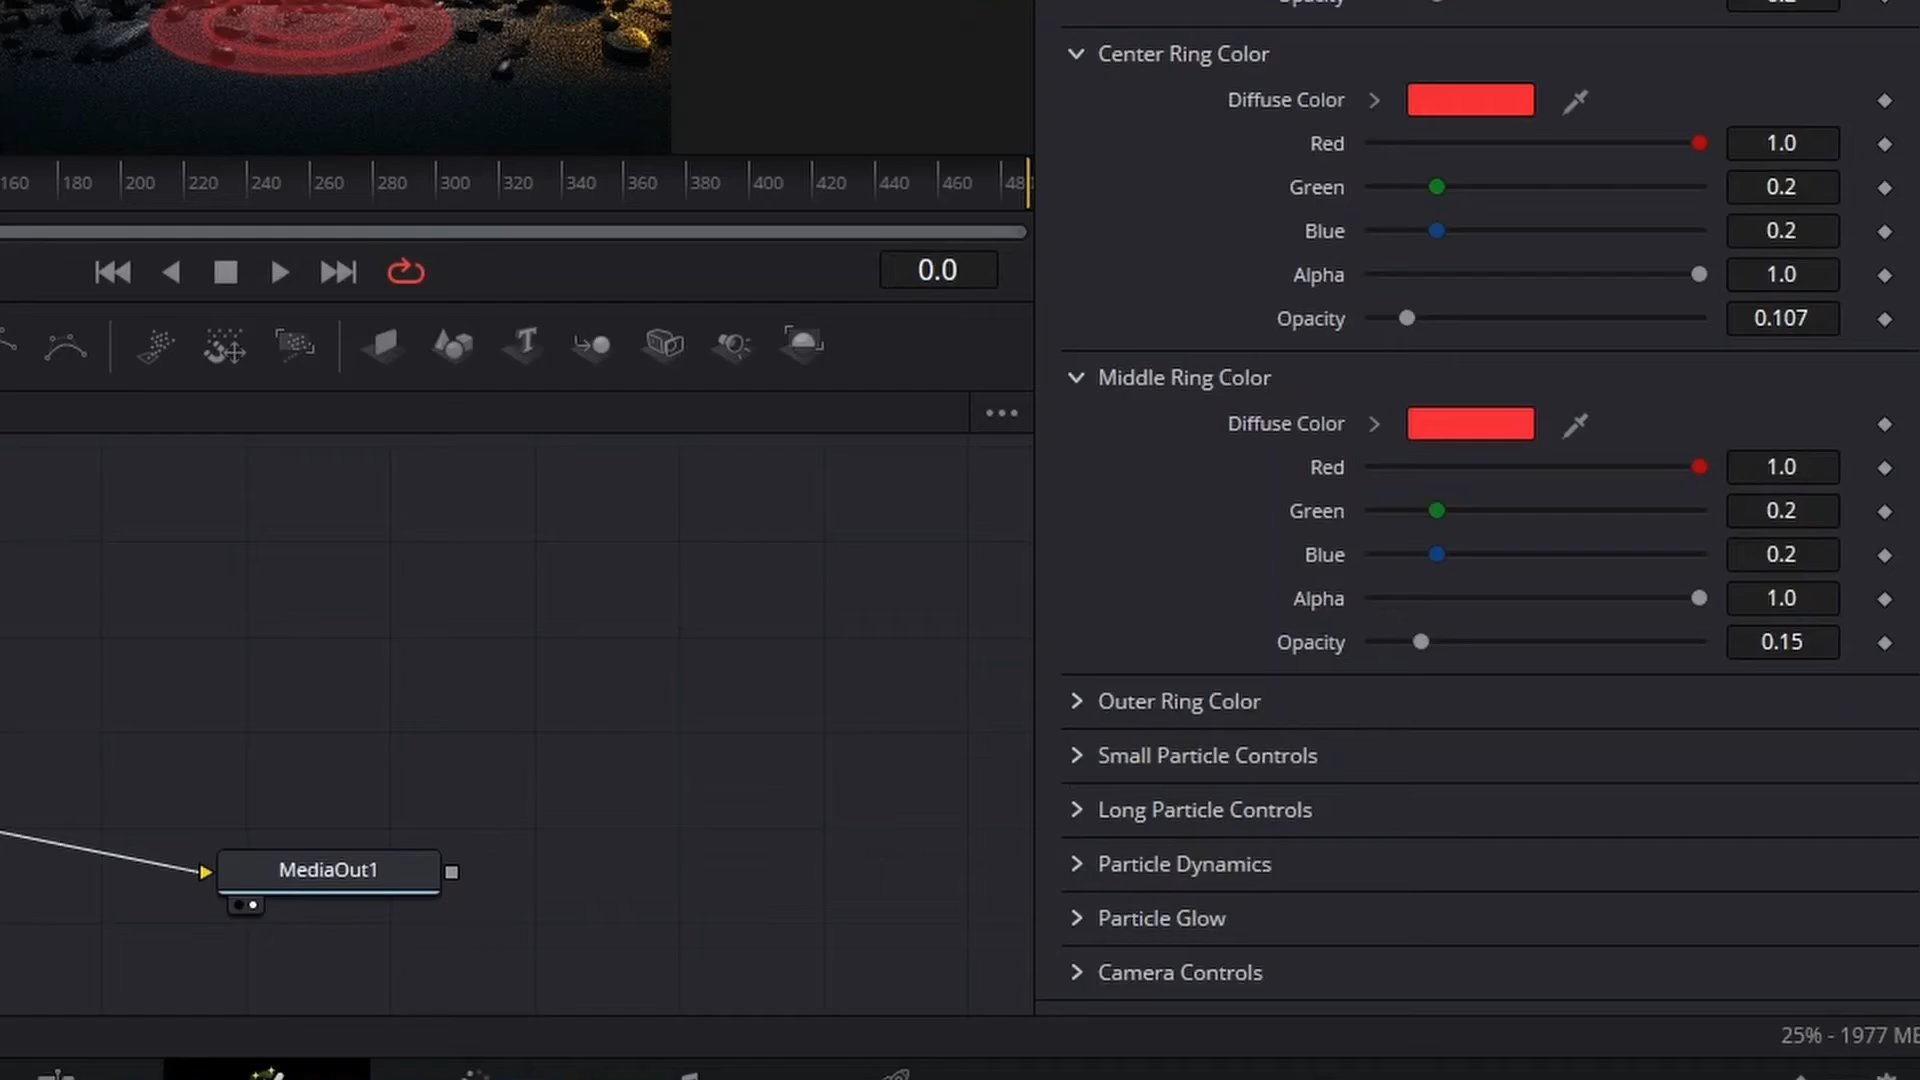 Opacity
0.2
Center Ring Color
Diffuse Color
Red 1.0
Green 0.2
Blue 0.2
Alpha 1.0
Opacity 0.107
Middle Ring Color
Diffuse Color
Red 1.0
Green 0.2
Blue 0.2
Alpha 1.0
Opacity 0.15
Outer Ring Color
Small Particle Controls
Long Particle Controls
Particle Dynamics
Particle Glow
Camera Controls
160 180 200 220 240 260 280 300 320 340 360 380 400 420 440 460 48
0.0
MediaOut1
25% - 1977 ME